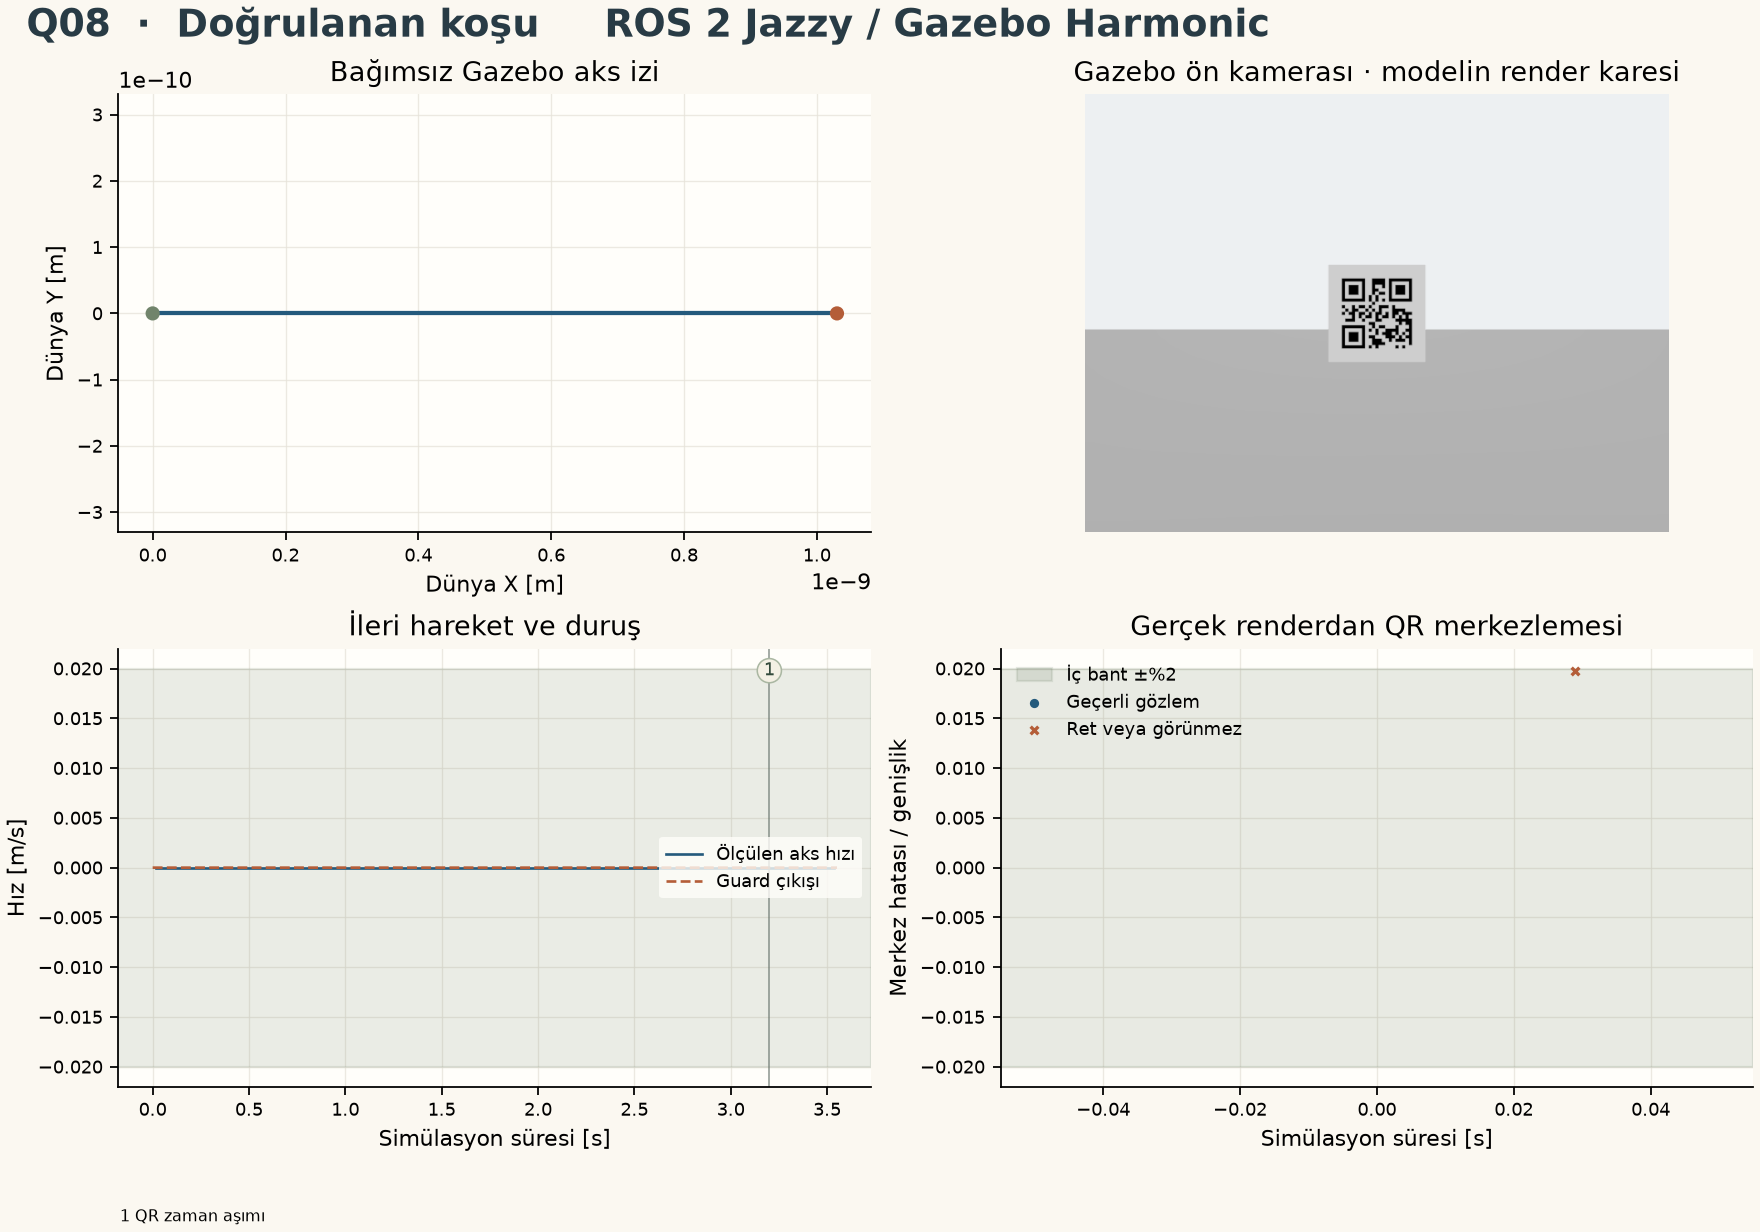 Q08 · Doğrulanan koşu ROS 2 Jazzy / Gazebo Harmonic
Bağımsız Gazebo aks izi
1e−10
3
2
1
0
−1
−2
−3
Dünya Y [m]
0.0 0.2 0.4 0.6 0.8 1.0
1e−9
Dünya X [m]
Gazebo ön kamerası · modelin render karesi
İleri hareket ve duruş
0.020
0.015
0.010
0.005
0.000
−0.005
−0.010
−0.015
−0.020
Hız [m/s]
1
Ölçülen aks hızı
Guard çıkışı
0.0 0.5 1.0 1.5 2.0 2.5 3.0 3.5
Simülasyon süresi [s]
Gerçek renderdan QR merkezlemesi
0.020
0.015
0.010
0.005
0.000
−0.005
−0.010
−0.015
−0.020
Merkez hatası / genişlik
İç bant ±%2
Geçerli gözlem
Ret veya görünmez
−0.04 −0.02 0.00 0.02 0.04
Simülasyon süresi [s]
1 QR zaman aşımı